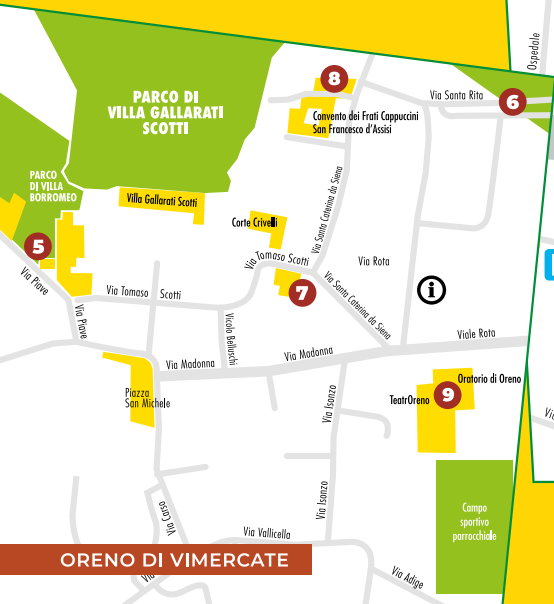 Ospedale
8
PARCO DI
VILLA GALLARATI
SCOTTI
Via Santa Rita
6
Convento dei Frati Cappuccini
San Francesco d'Assisi
PARCO
DI VILLA
BORROMEO
Villa Gallarati Scotti
Via Santa Caterina da Siena
Corte Crivelli
5
Via Tomaso Scotti
Via Rota
Via Piave
7
Via Santa Caterina da Siena
i
Via Tomaso Scotti
Via Piave
Vicolo Belluschi
Viale Rota
Via Madonna
Via Madonna
Piazza
San Michele
Via Isonzo
Oratorio di Oreno
9
TeatrOreno
Via Isonzo
Via Corso
Campo
sportivo
parrocchiale
Via Vallicella
ORENO DI VIMERCATE
Via Adige